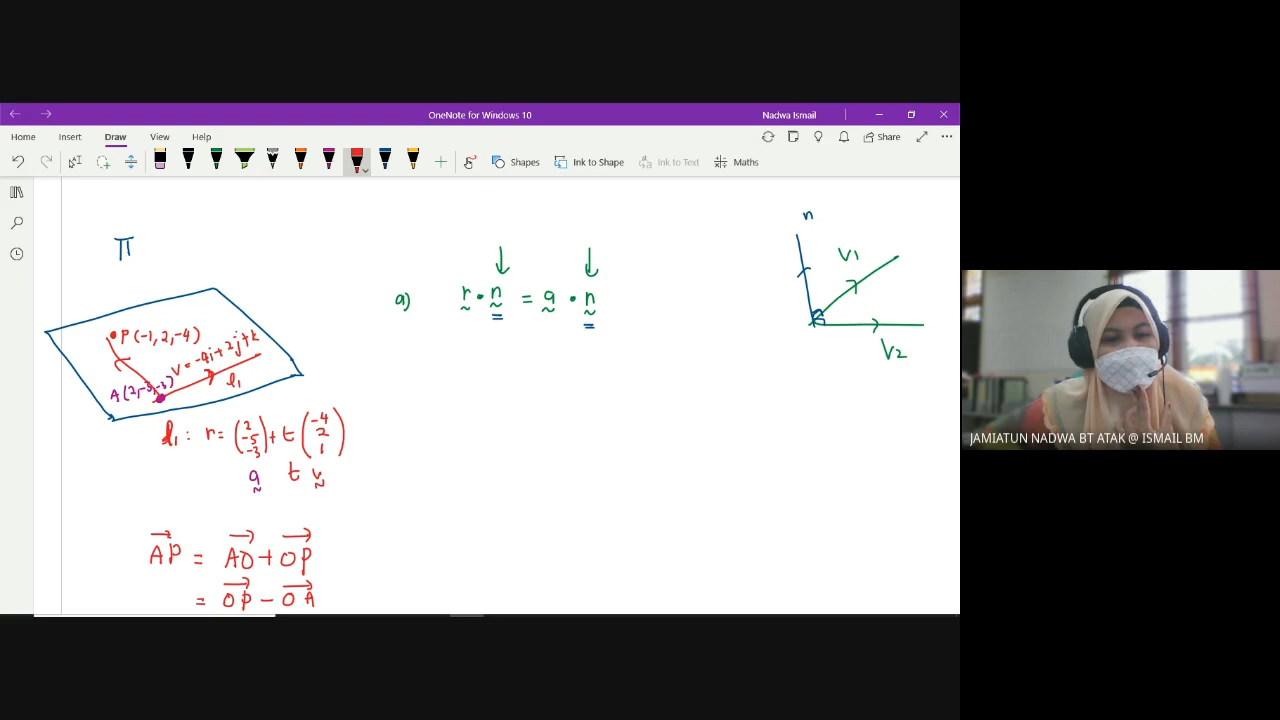 OneNote for Windows 10
Nadwa Ismail
Home Insert Draw View Help
Share
Shapes Ink to Shape Ink to Text Maths
π
P (-1, 2, -4)
v = -4i + 2j + k
A (2, -5, -3)
l₁
l₁ : r = (2 -5 -3) + t (-4 2 1)
a t v
AP = AO + OP
= OP - OA
a) r • n = a • n
n
V1
V2
JAMIATUN NADWA BT ATAK @ ISMAIL BM